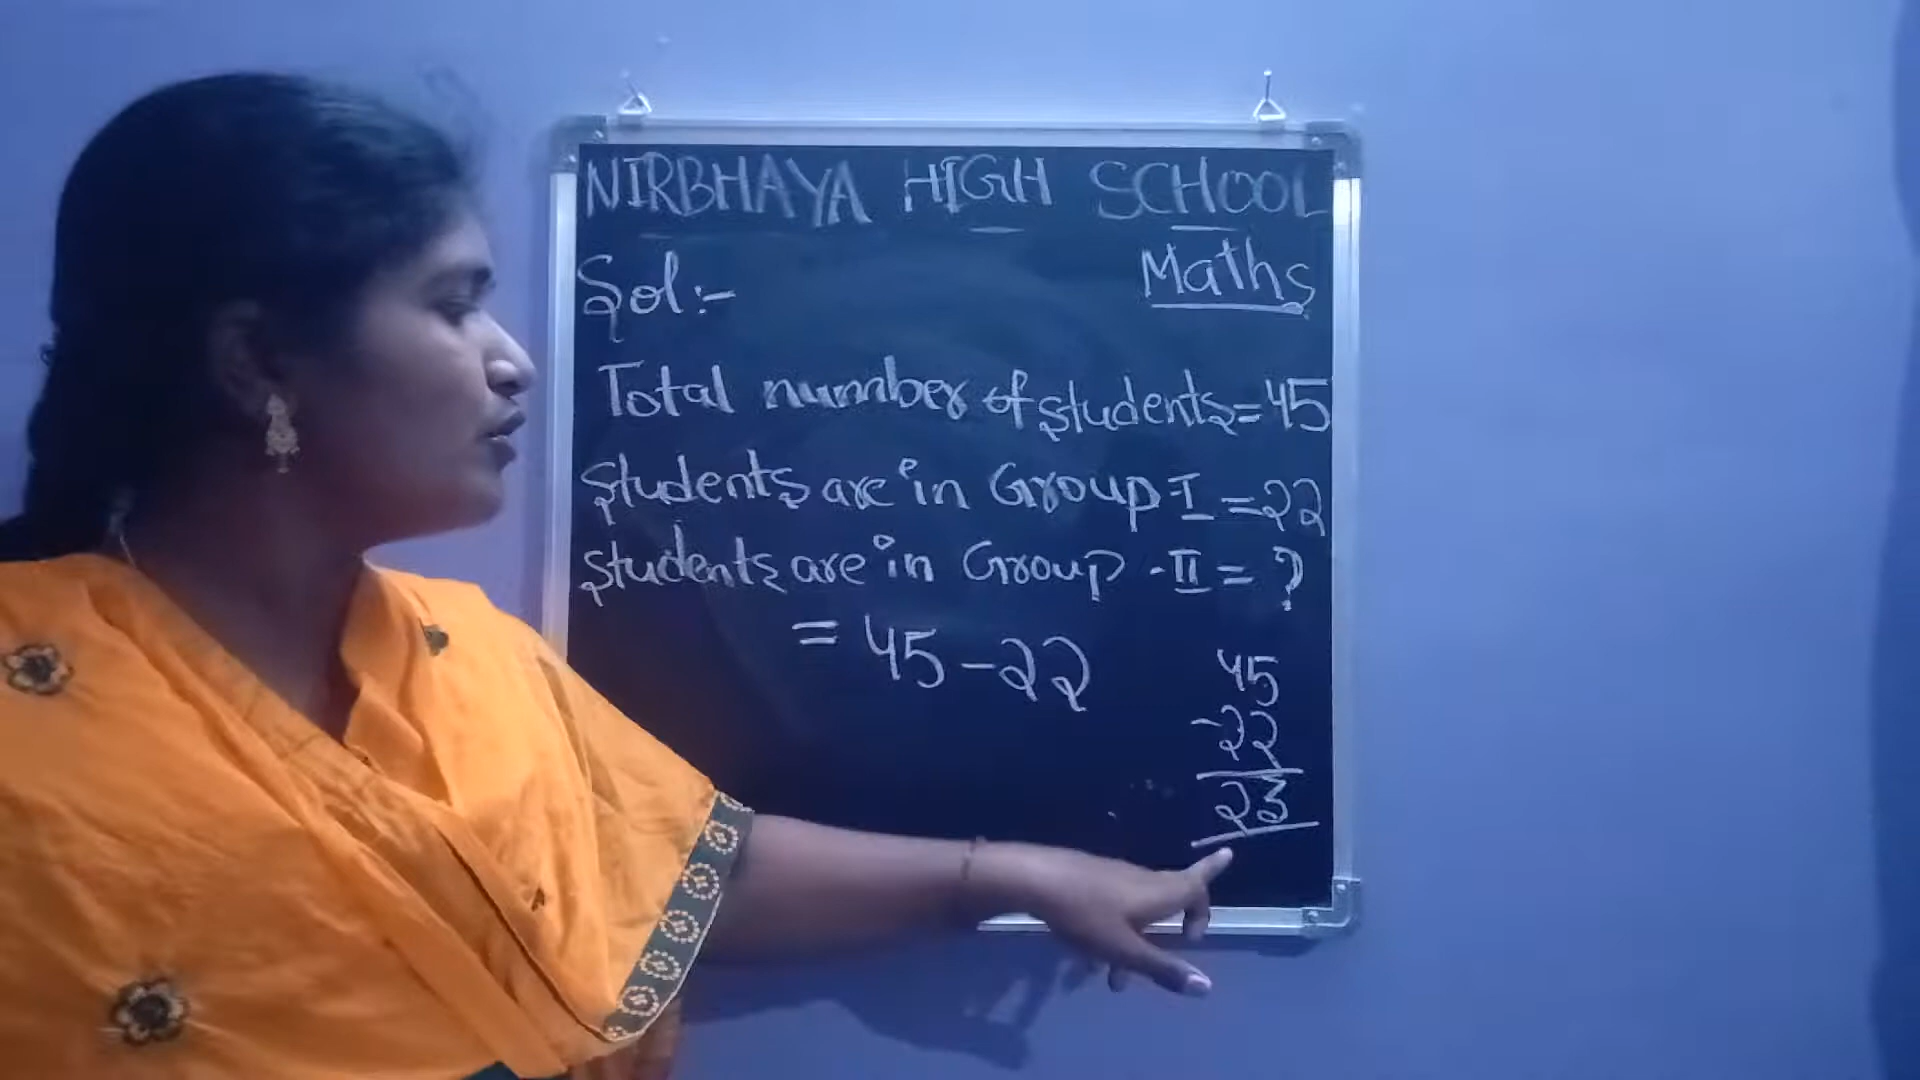 NIRBHAYA HIGH SCHOOL
Sol:-
Maths
Total number of students=45
students are in Group-I =22
students are in Group-II = ?
= 45-22
45
-22
23